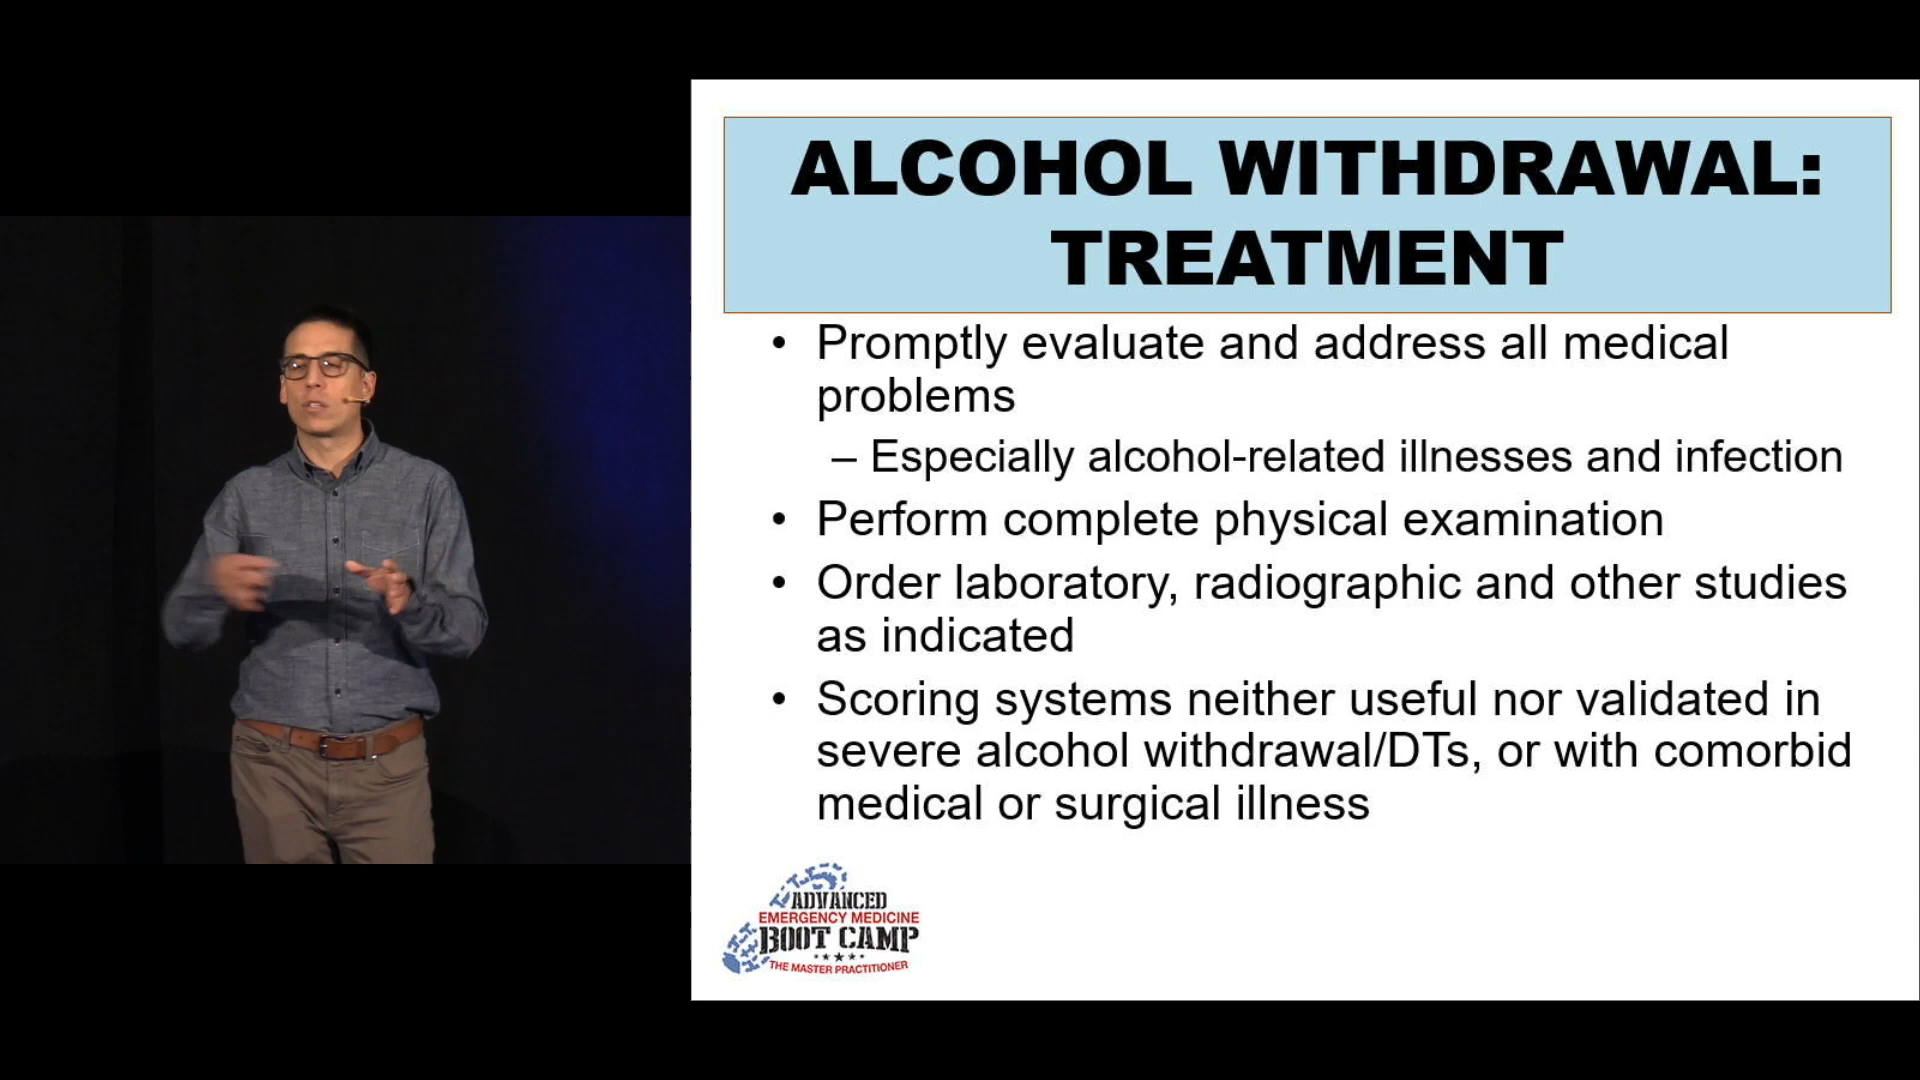 ALCOHOL WITHDRAWAL:
TREATMENT
• Promptly evaluate and address all medical
problems
– Especially alcohol-related illnesses and infection
• Perform complete physical examination
• Order laboratory, radiographic and other studies
as indicated
• Scoring systems neither useful nor validated in
severe alcohol withdrawal/DTs, or with comorbid
medical or surgical illness
ADVANCED
EMERGENCY MEDICINE
BOOT CAMP
THE MASTER PRACTITIONER